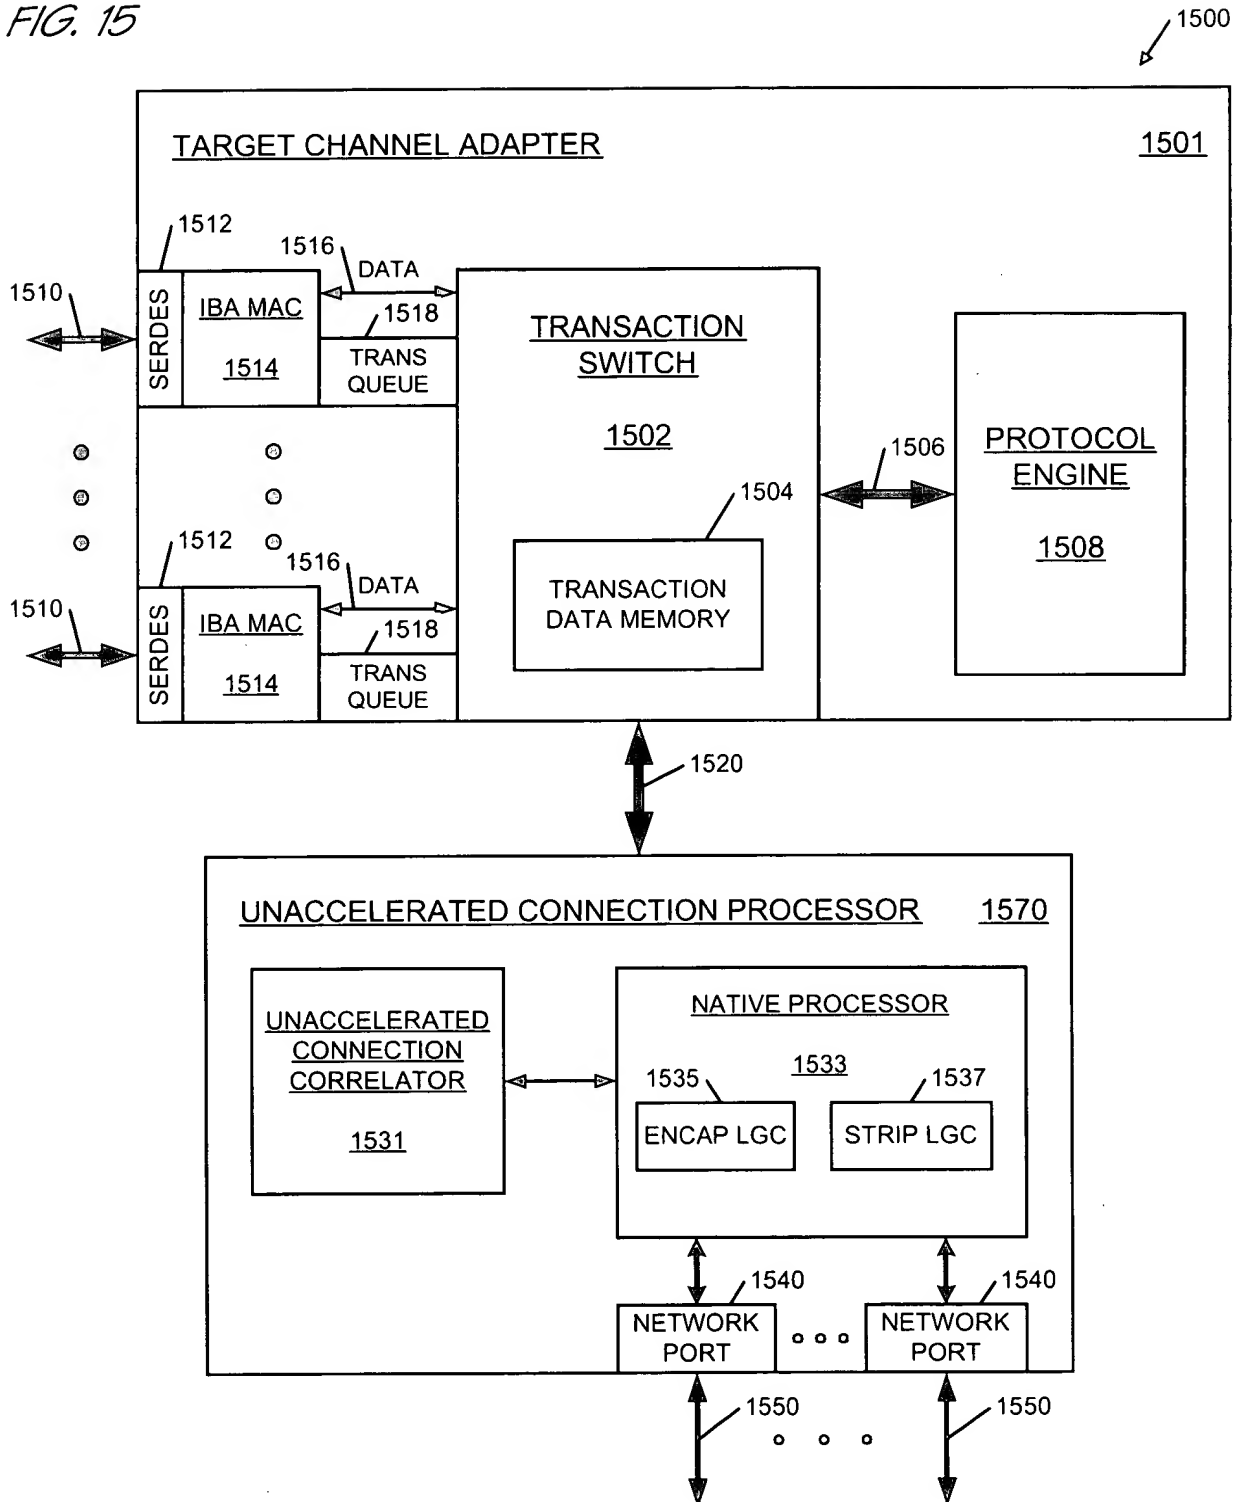 FIG. 15
1500
TARGET CHANNEL ADAPTER
1501
1512
1516
DATA
1510
SERDES
IBA MAC
1514
1518
TRANS
QUEUE
TRANSACTION
SWITCH
1502
1504
TRANSACTION
DATA MEMORY
1506
PROTOCOL
ENGINE
1508
1512
1516
DATA
1510
SERDES
IBA MAC
1514
1518
TRANS
QUEUE
1520
UNACCELERATED CONNECTION PROCESSOR
1570
UNACCELERATED
CONNECTION
CORRELATOR
1531
NATIVE PROCESSOR
1533
1535
ENCAP LGC
1537
STRIP LGC
1540
NETWORK
PORT
1540
NETWORK
PORT
1550
1550